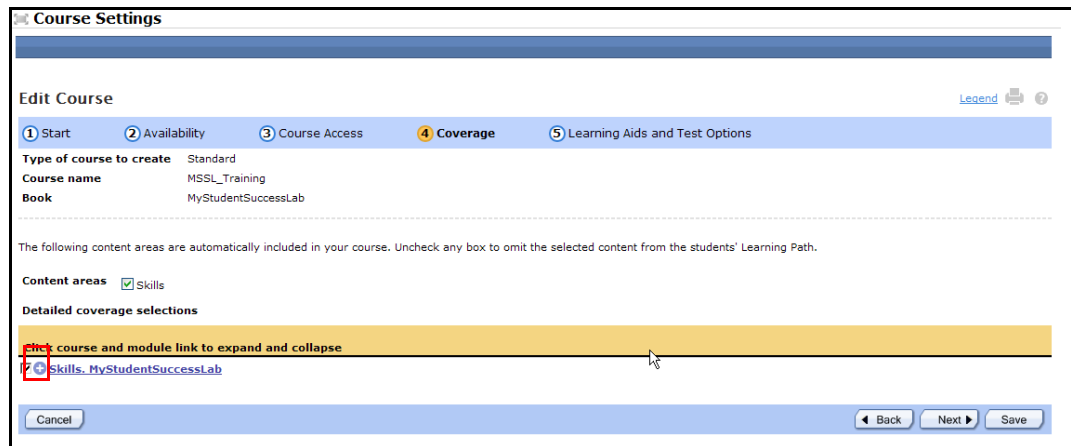 Course Settings
Edit Course
Legend
1 Start 2 Availability 3 Course Access 4 Coverage 5 Learning Aids and Test Options
Type of course to create Standard
Course name MSSL_Training
Book MyStudentSuccessLab
The following content areas are automatically included in your course. Uncheck any box to omit the selected content from the students' Learning Path.
Content areas Skills
Detailed coverage selections
Click course and module link to expand and collapse
Skills. MyStudentSuccessLab
Cancel Back Next Save